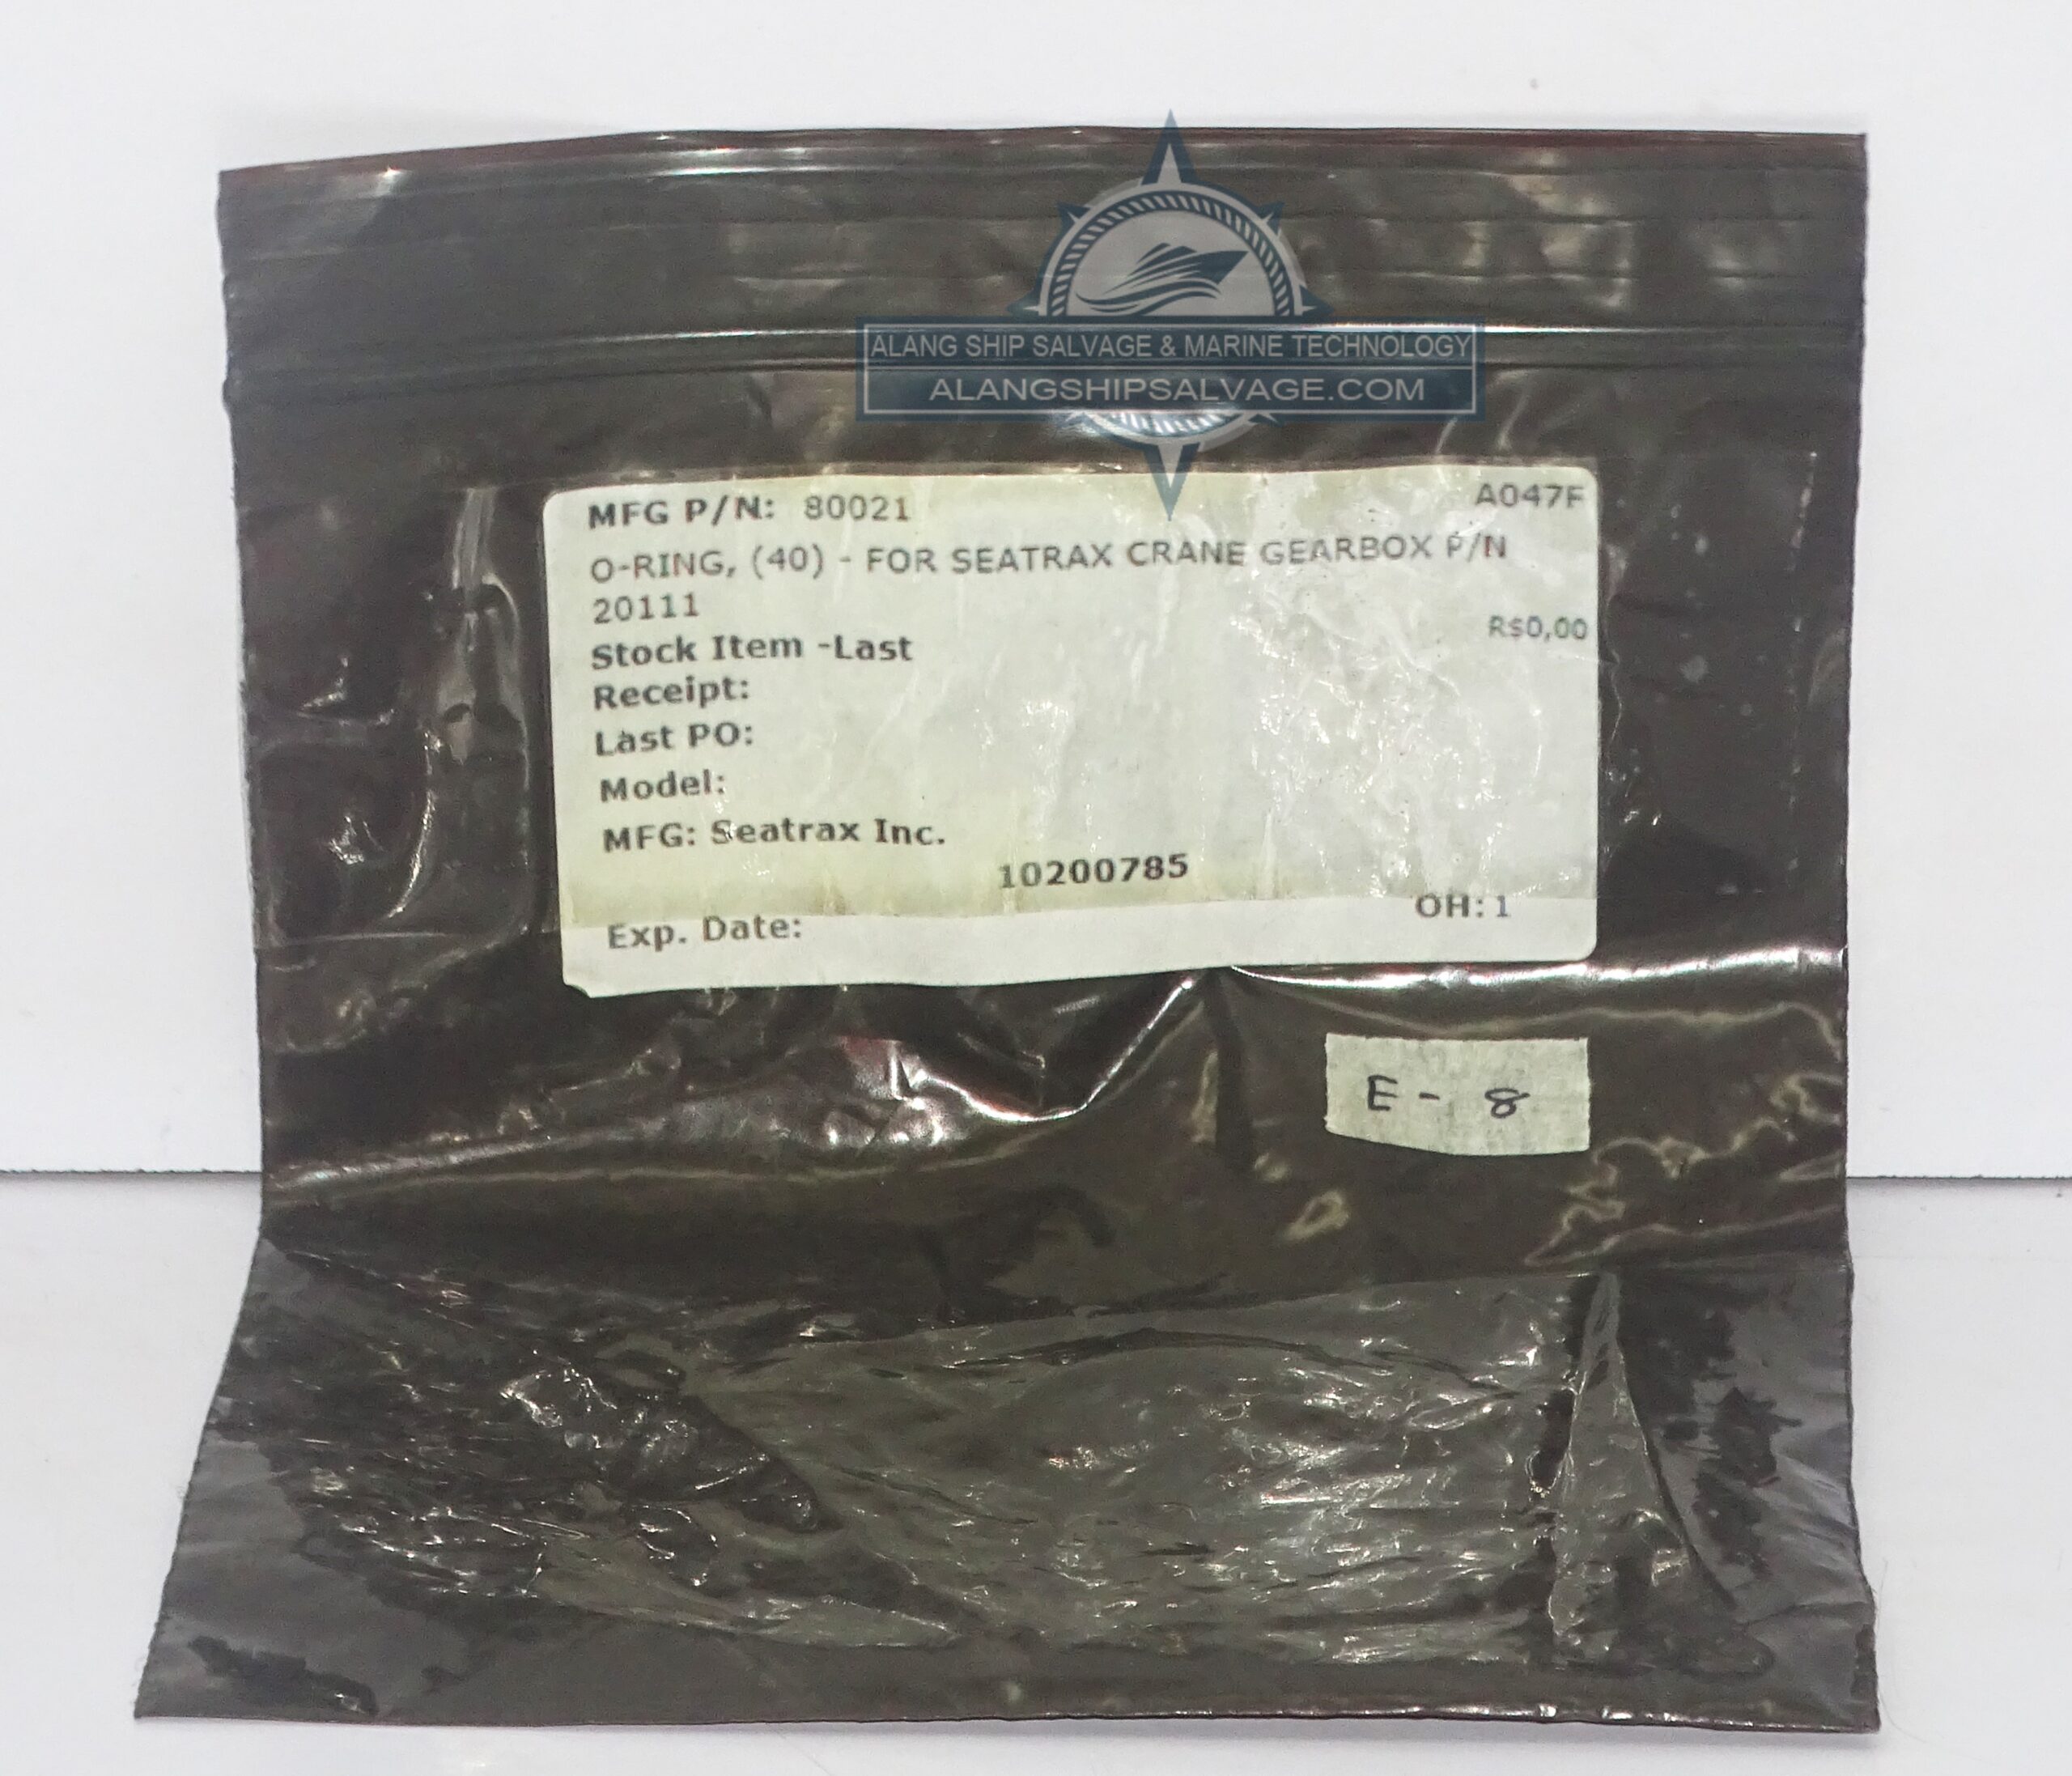 ALANG SHIP SALVAGE & MARINE TECHNOLOGY
ALANGSHIPSALVAGE.COM
MFG P/N: 80021 A047F
O-RING, (40) - FOR SEATRAX CRANE GEARBOX P/N
20111
R$0,00
Stock Item -Last
Receipt:
Last PO:
Model:
MFG: Seatrax Inc.
10200785
OH: 1
Exp. Date:
E - 8